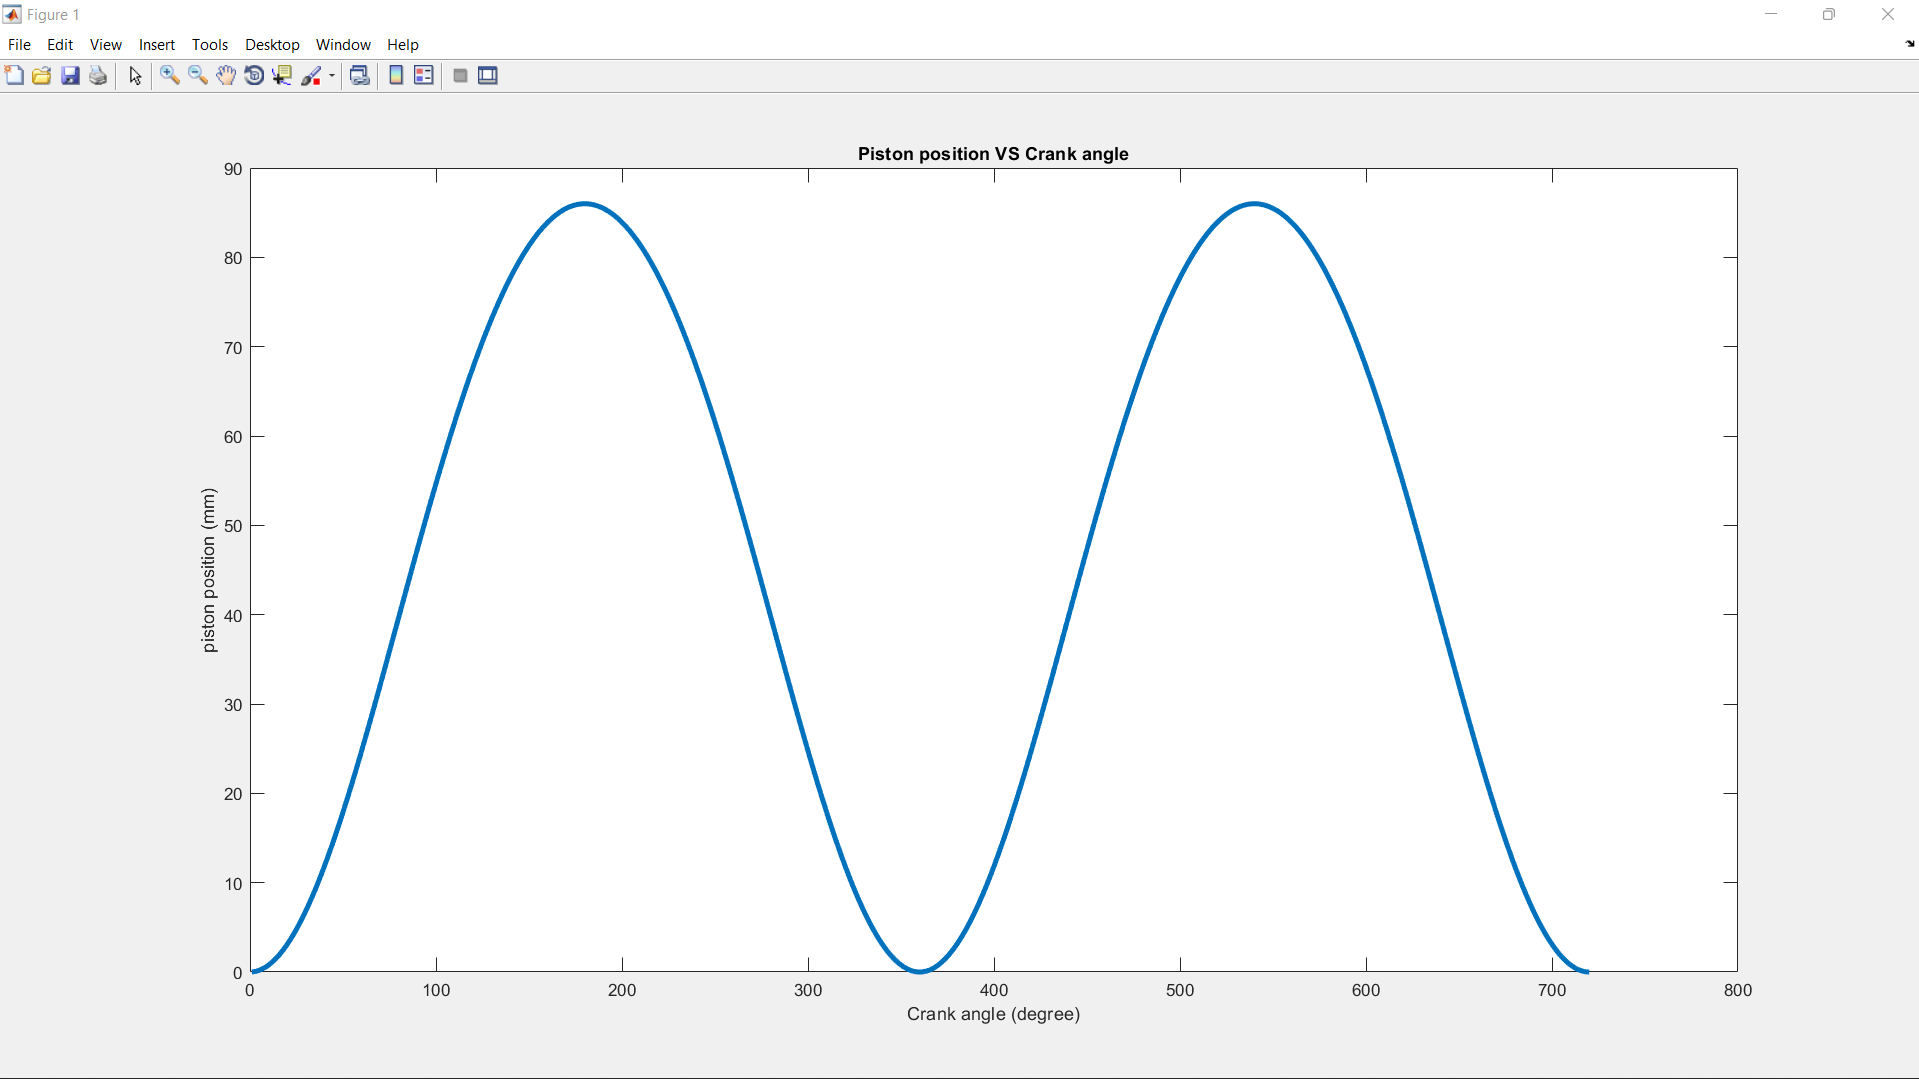 Figure 1
File Edit View Insert Tools Desktop Window Help
Piston position VS Crank angle
90
80
70
60
50
40
30
20
10
0
piston position (mm)
0 100 200 300 400 500 600 700 800
Crank angle (degree)